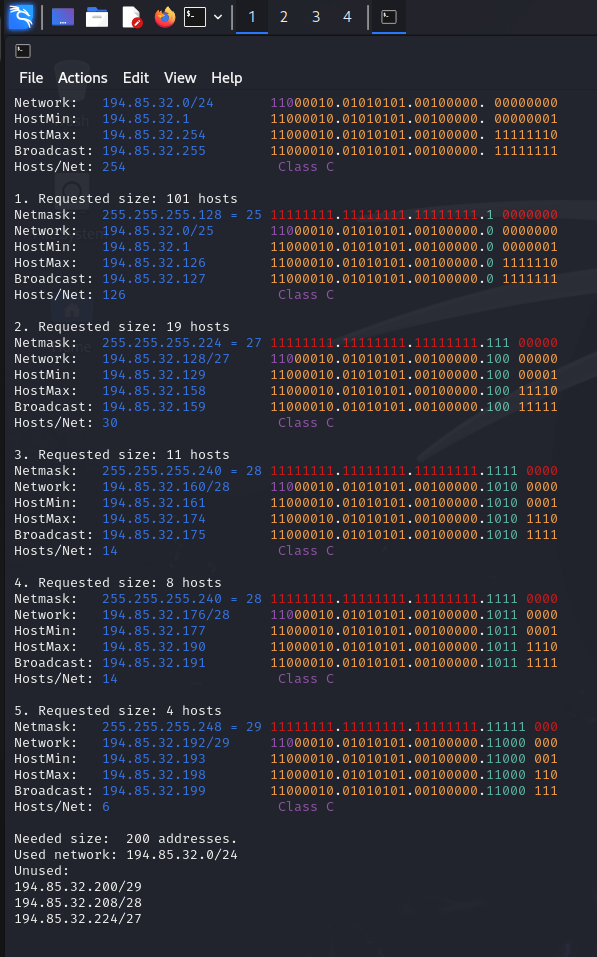 1 2 3 4
File Actions Edit View Help
Network:   194.85.32.0/24       11000010.01010101.00100000. 00000000
HostMin:   194.85.32.1          11000010.01010101.00100000. 00000001
HostMax:   194.85.32.254        11000010.01010101.00100000. 11111110
Broadcast: 194.85.32.255        11000010.01010101.00100000. 11111111
Hosts/Net: 254                   Class C
1. Requested size: 101 hosts
Netmask:   255.255.255.128 = 25 11111111.11111111.11111111.1 0000000
Network:   194.85.32.0/25       11000010.01010101.00100000.0 0000000
HostMin:   194.85.32.1          11000010.01010101.00100000.0 0000001
HostMax:   194.85.32.126        11000010.01010101.00100000.0 1111110
Broadcast: 194.85.32.127        11000010.01010101.00100000.0 1111111
Hosts/Net: 126                   Class C
2. Requested size: 19 hosts
Netmask:   255.255.255.224 = 27 11111111.11111111.11111111.111 00000
Network:   194.85.32.128/27     11000010.01010101.00100000.100 00000
HostMin:   194.85.32.129        11000010.01010101.00100000.100 00001
HostMax:   194.85.32.158        11000010.01010101.00100000.100 11110
Broadcast: 194.85.32.159        11000010.01010101.00100000.100 11111
Hosts/Net: 30                    Class C
3. Requested size: 11 hosts
Netmask:   255.255.255.240 = 28 11111111.11111111.11111111.1111 0000
Network:   194.85.32.160/28     11000010.01010101.00100000.1010 0000
HostMin:   194.85.32.161        11000010.01010101.00100000.1010 0001
HostMax:   194.85.32.174        11000010.01010101.00100000.1010 1110
Broadcast: 194.85.32.175        11000010.01010101.00100000.1010 1111
Hosts/Net: 14                    Class C
4. Requested size: 8 hosts
Netmask:   255.255.255.240 = 28 11111111.11111111.11111111.1111 0000
Network:   194.85.32.176/28     11000010.01010101.00100000.1011 0000
HostMin:   194.85.32.177        11000010.01010101.00100000.1011 0001
HostMax:   194.85.32.190        11000010.01010101.00100000.1011 1110
Broadcast: 194.85.32.191        11000010.01010101.00100000.1011 1111
Hosts/Net: 14                    Class C
5. Requested size: 4 hosts
Netmask:   255.255.255.248 = 29 11111111.11111111.11111111.11111 000
Network:   194.85.32.192/29     11000010.01010101.00100000.11000 000
HostMin:   194.85.32.193        11000010.01010101.00100000.11000 001
HostMax:   194.85.32.198        11000010.01010101.00100000.11000 110
Broadcast: 194.85.32.199        11000010.01010101.00100000.11000 111
Hosts/Net: 6                     Class C
Needed size:  200 addresses.
Used network: 194.85.32.0/24
Unused:
194.85.32.200/29
194.85.32.208/28
194.85.32.224/27